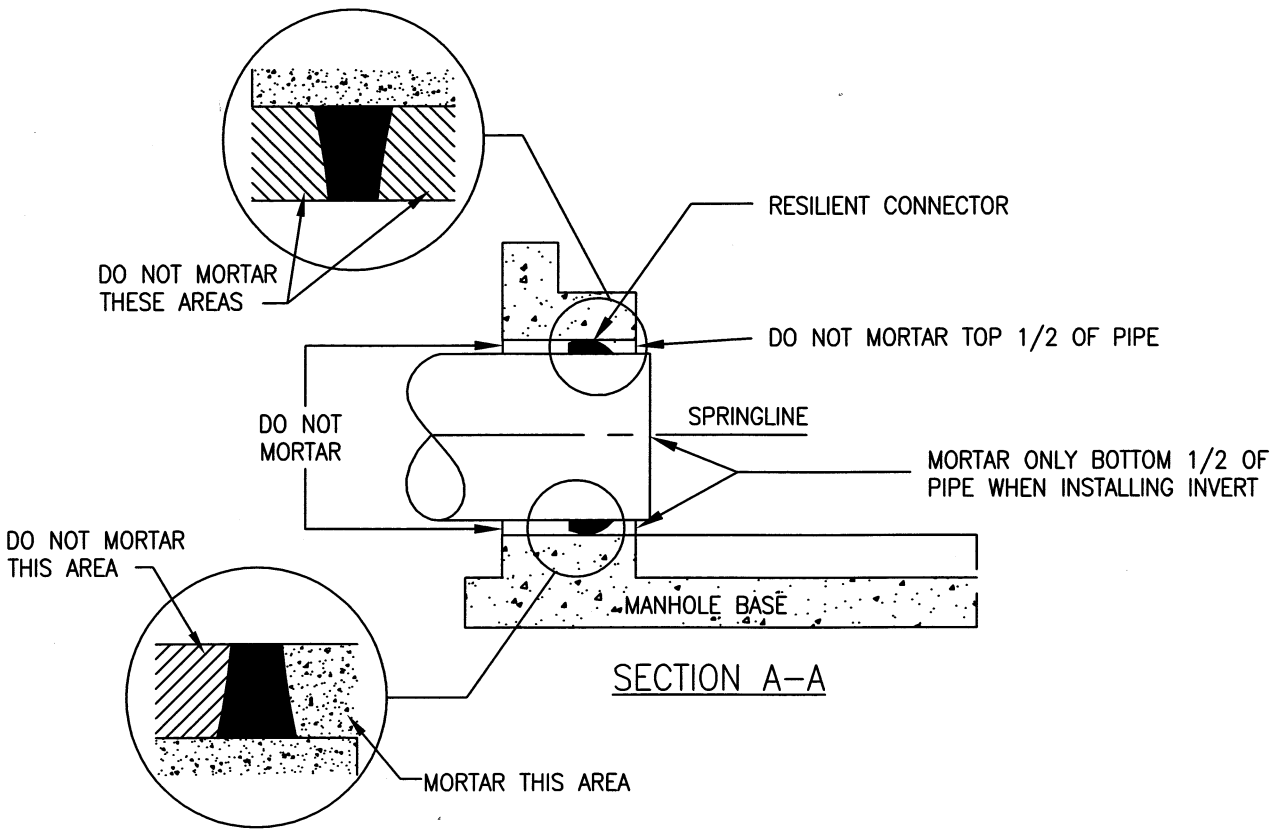 RESILIENT CONNECTOR
DO NOT MORTAR
THESE AREAS
DO NOT MORTAR TOP 1/2 OF PIPE
SPRINGLINE
DO NOT
MORTAR
MORTAR ONLY BOTTOM 1/2 OF
PIPE WHEN INSTALLING INVERT
DO NOT MORTAR
THIS AREA
MANHOLE BASE
SECTION A-A
MORTAR THIS AREA